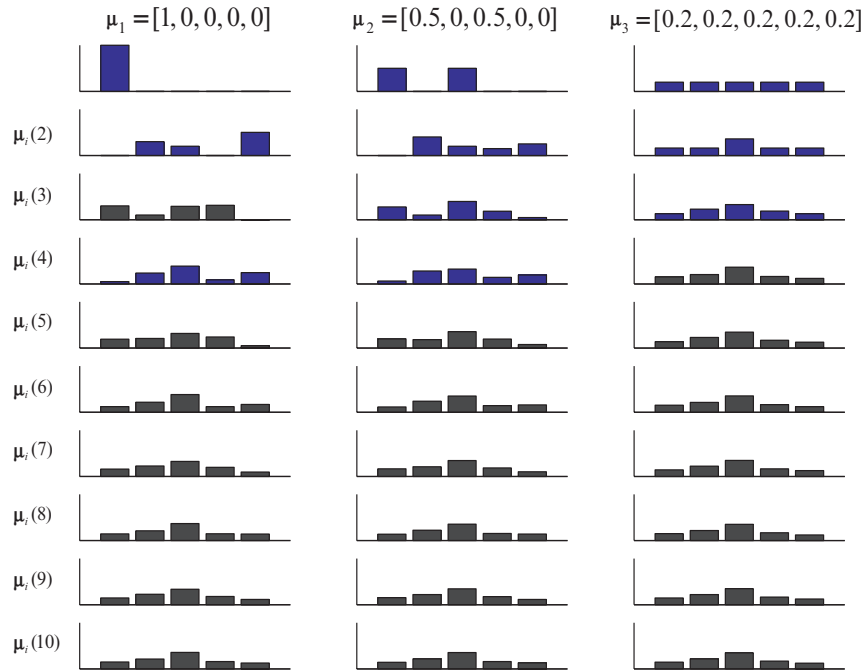 μ₁ = [1, 0, 0, 0, 0]
μ₂ = [0.5, 0, 0.5, 0, 0]
μ₃ = [0.2, 0.2, 0.2, 0.2, 0.2]
μᵢ(2)
μᵢ(3)
μᵢ(4)
μᵢ(5)
μᵢ(6)
μᵢ(7)
μᵢ(8)
μᵢ(9)
μᵢ(10)